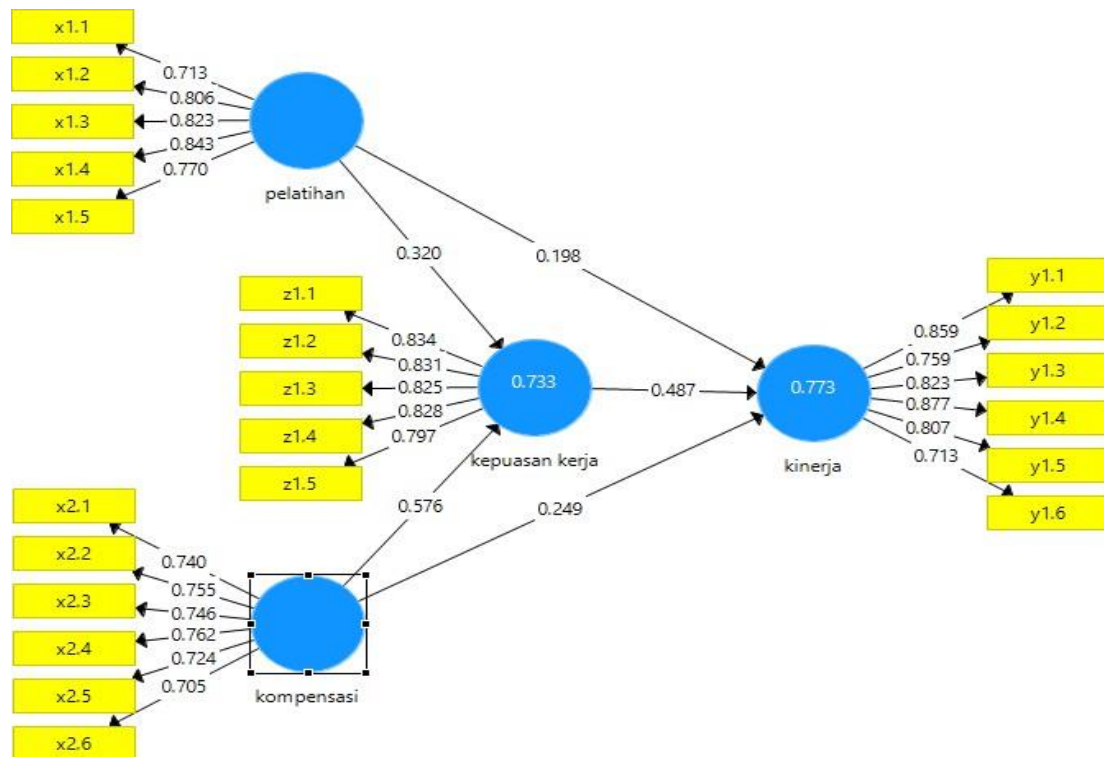 x1.1
x1.2
x1.3
x1.4
x1.5
0.713
0.806
0.823
0.843
0.770
pelatihan
0.320
0.198
z1.1
z1.2
z1.3
z1.4
z1.5
0.834
0.831
0.825
0.828
0.797
0.733
kepuasan kerja
0.487
0.773
kinerja
0.859
0.759
0.823
0.877
0.807
0.713
y1.1
y1.2
y1.3
y1.4
y1.5
y1.6
0.576
0.249
x2.1
x2.2
x2.3
x2.4
x2.5
x2.6
0.740
0.755
0.746
0.762
0.724
0.705
kompensasi